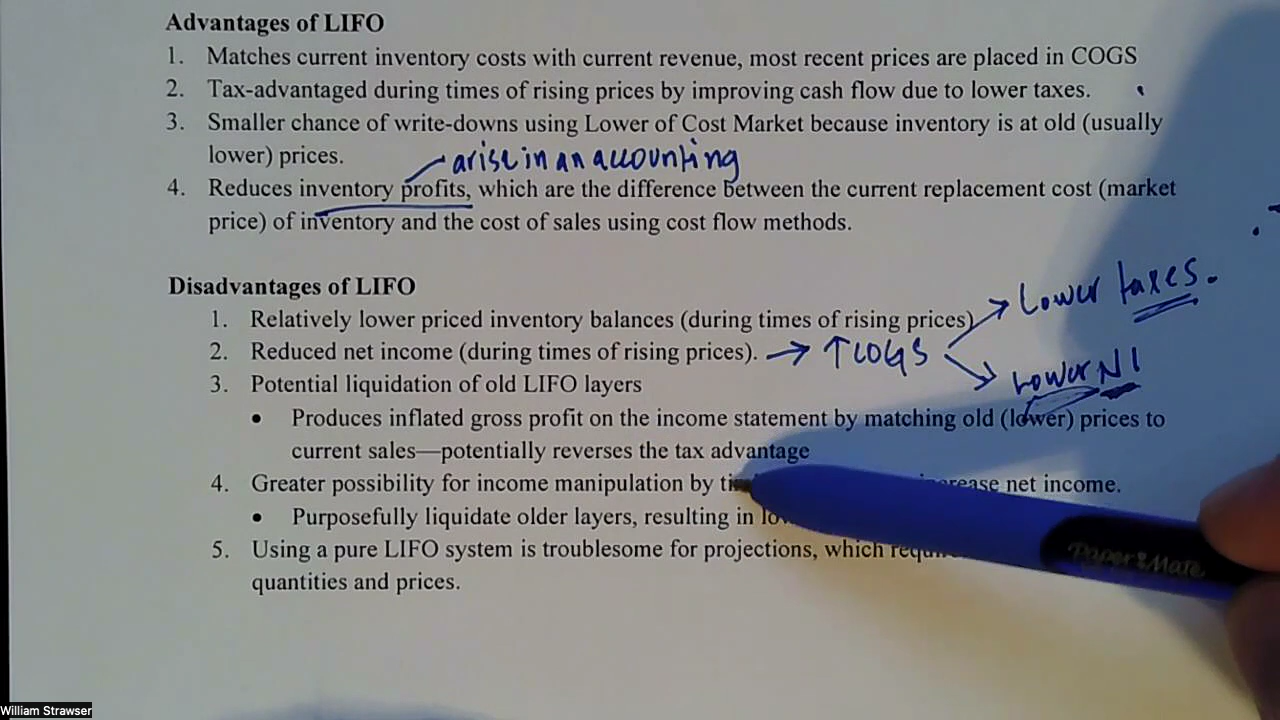 Advantages of LIFO
1. Matches current inventory costs with current revenue, most recent prices are placed in COGS
2. Tax-advantaged during times of rising prices by improving cash flow due to lower taxes.
3. Smaller chance of write-downs using Lower of Cost Market because inventory is at old (usually
lower) prices.
arise in an accounting
4. Reduces inventory profits, which are the difference between the current replacement cost (market
price) of inventory and the cost of sales using cost flow methods.
Disadvantages of LIFO
Lower taxes.
1. Relatively lower priced inventory balances (during times of rising prices)
2. Reduced net income (during times of rising prices). → ↑COGS
Lower NI
3. Potential liquidation of old LIFO layers
• Produces inflated gross profit on the income statement by matching old (lower) prices to
current sales—potentially reverses the tax advantage
4. Greater possibility for income manipulation by net income.
• Purposefully liquidate older layers, resulting in
5. Using a pure LIFO system is troublesome for projections, which
quantities and prices.
Paper Mate
William Strawser